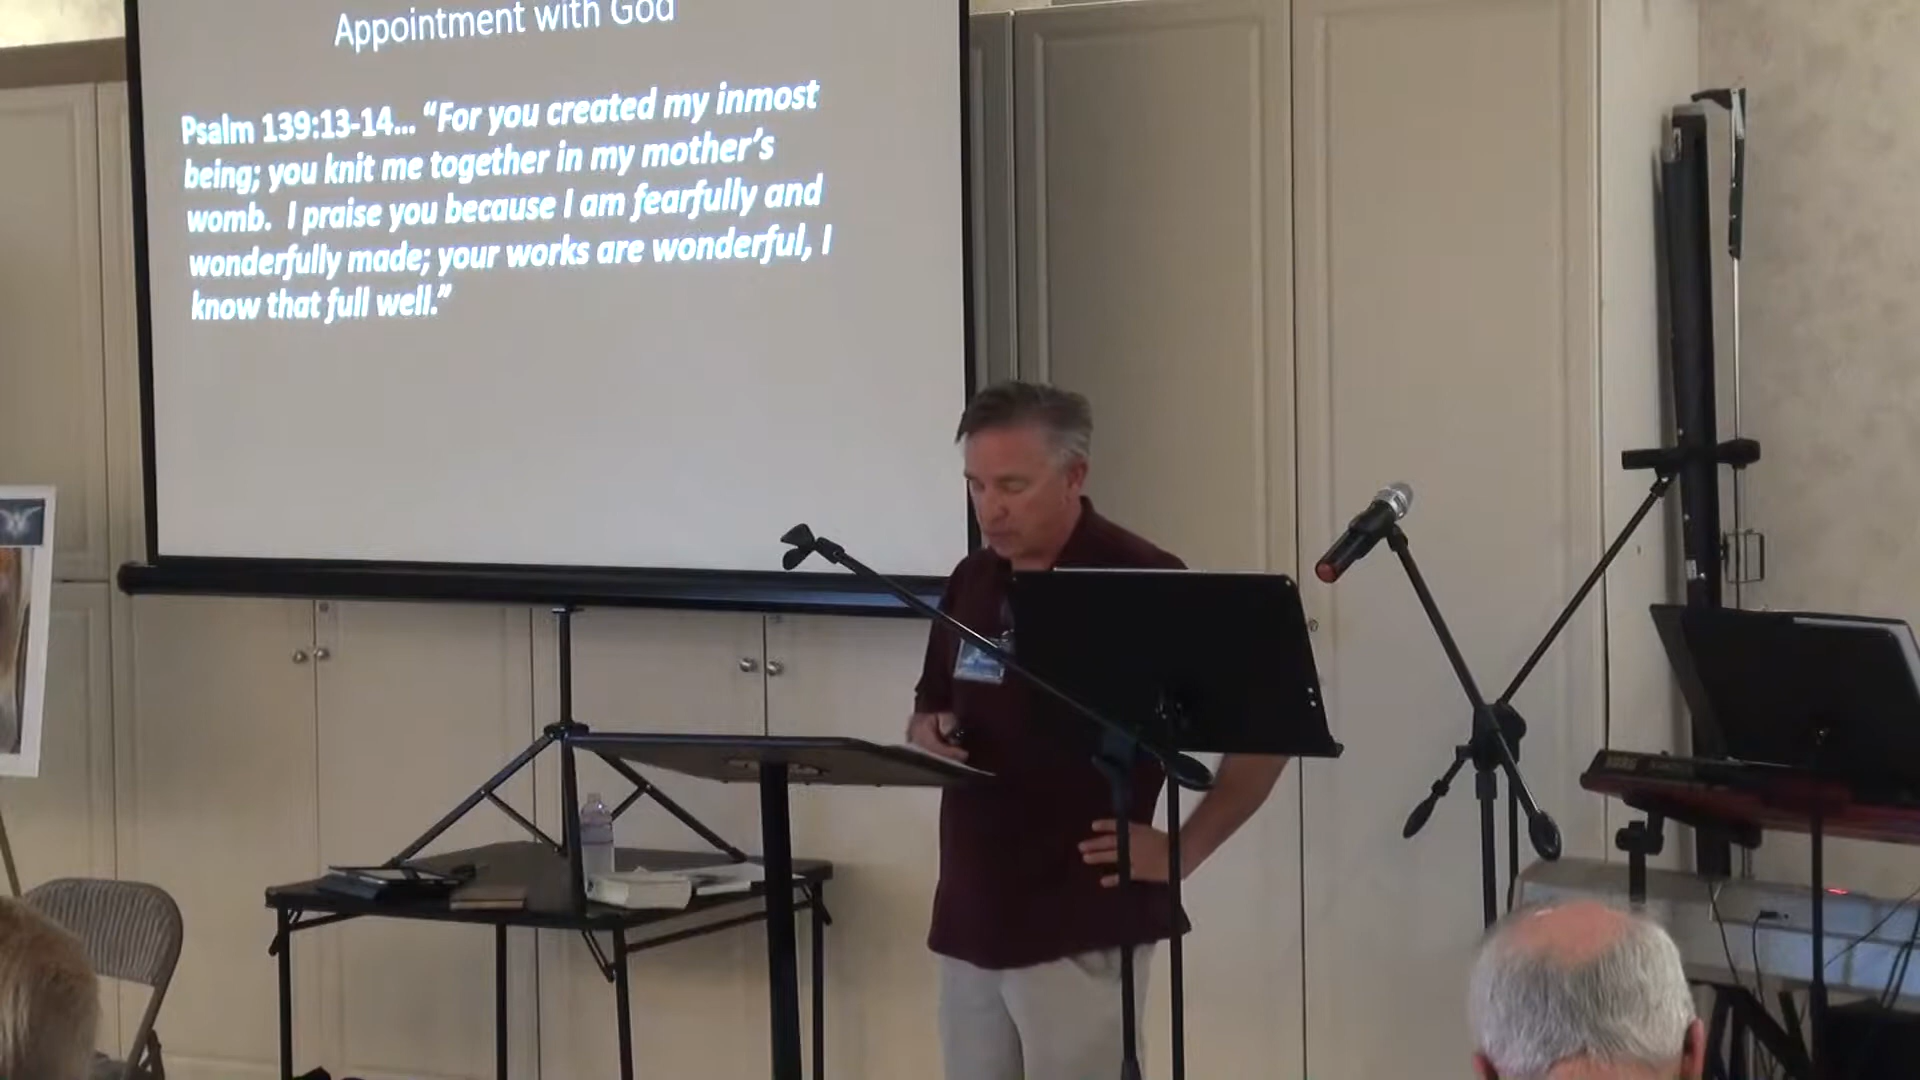 Appointment with God
Psalm 139:13-14... “For you created my inmost
being; you knit me together in my mother’s
womb.  I praise you because I am fearfully and
wonderfully made; your works are wonderful, I
know that full well.”
KORG